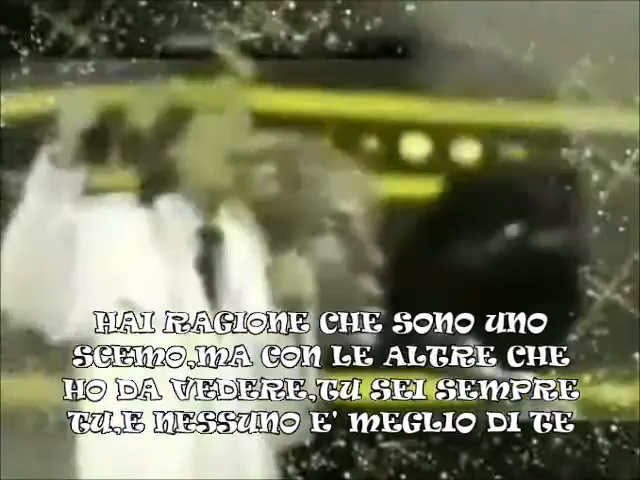 HAI RAGIONE CHE SONO UNO
SCEMO,MA CON LE ALTRE CHE
HO DA VEDERE,TU SEI SEMPRE
TU,E NESSUNO E' MEGLIO DI TE